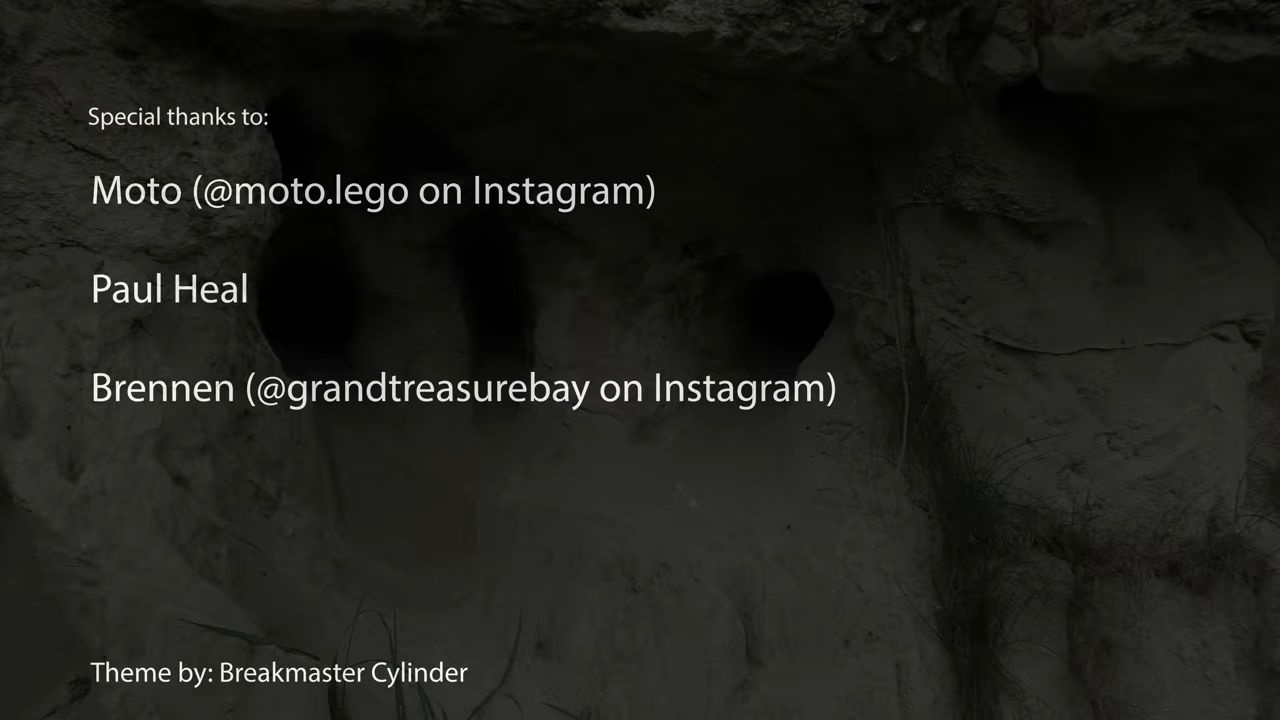 Special thanks to:
Moto (@moto.lego on Instagram)
Paul Heal
Brennen (@grandtreasurebay on Instagram)
Theme by: Breakmaster Cylinder